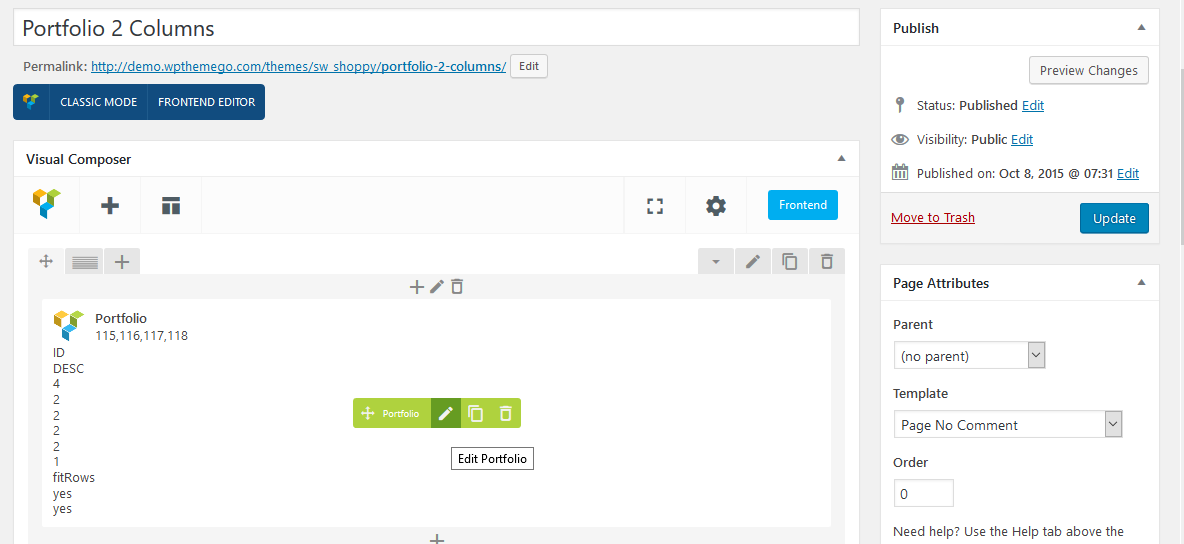 Portfolio 2 Columns
Permalink: http://demo.wpthemego.com/themes/sw_shoppy/portfolio-2-columns/ Edit
CLASSIC MODE FRONTEND EDITOR
Visual Composer
Frontend
Portfolio
115,116,117,118
ID
DESC
4
2
2
2
2
1
fitRows
yes
yes
Portfolio
Edit Portfolio
Publish
Preview Changes
Status: Published Edit
Visibility: Public Edit
Published on: Oct 8, 2015 @ 07:31 Edit
Move to Trash Update
Page Attributes
Parent
(no parent)
Template
Page No Comment
Order
0
Need help? Use the Help tab above the